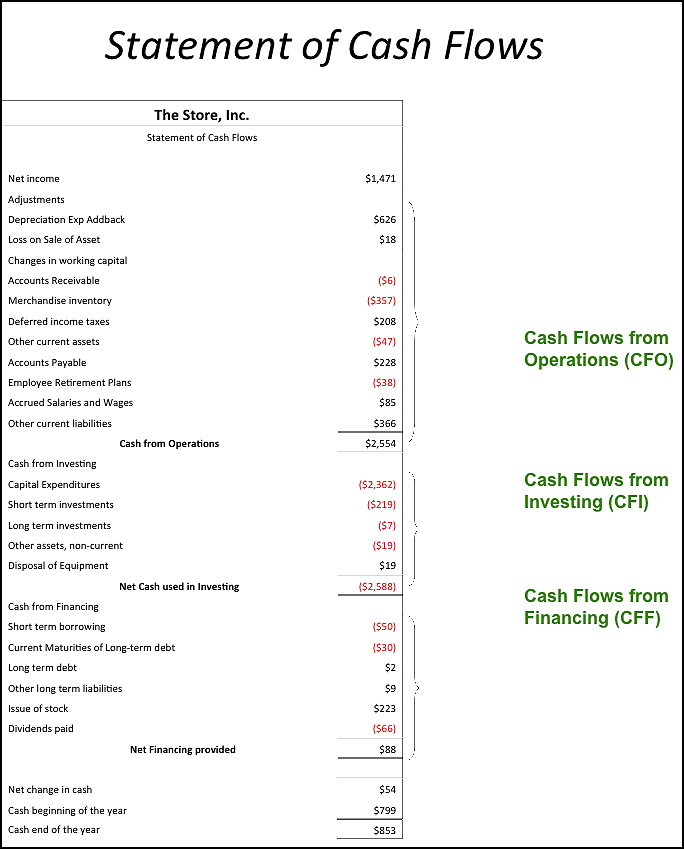 Statement of Cash Flows
The Store, Inc.
Statement of Cash Flows
Net income $1,471
Adjustments
Depreciation Exp Addback $626
Loss on Sale of Asset $18
Changes in working capital
Accounts Receivable ($6)
Merchandise inventory ($357)
Deferred income taxes $208
Other current assets ($47)
Accounts Payable $228
Employee Retirement Plans ($38)
Accrued Salaries and Wages $85
Other current liabilities $366
Cash from Operations $2,554
Cash Flows from
Operations (CFO)
Cash from Investing
Capital Expenditures ($2,362)
Short term investments ($219)
Long term investments ($7)
Other assets, non-current ($19)
Disposal of Equipment $19
Net Cash used in Investing ($2,588)
Cash Flows from
Investing (CFI)
Cash from Financing
Short term borrowing ($50)
Current Maturities of Long-term debt ($30)
Long term debt $2
Other long term liabilities $9
Issue of stock $223
Dividends paid ($66)
Net Financing provided $88
Cash Flows from
Financing (CFF)
Net change in cash $54
Cash beginning of the year $799
Cash end of the year $853